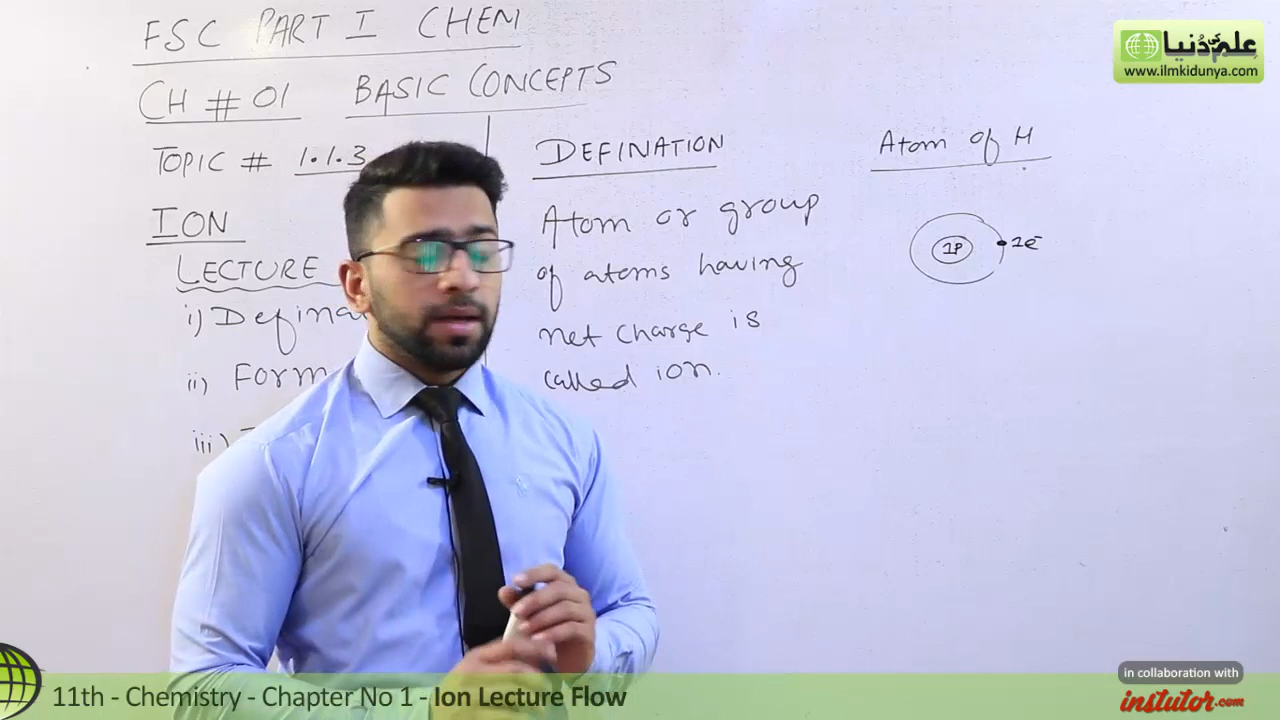 FSC PART I CHEM
CH # 01 BASIC CONCEPTS
TOPIC # 1.1.3
ION
LECTURE
i) Defina
ii) Form
iii)
DEFINATION
Atom or group
of atoms having
net charge is
called ion.
Atom of H
1P
1e-
علم کی دُنیا
www.ilmkidunya.com
11th - Chemistry - Chapter No 1 - Ion Lecture Flow
in collaboration with
instutor.com